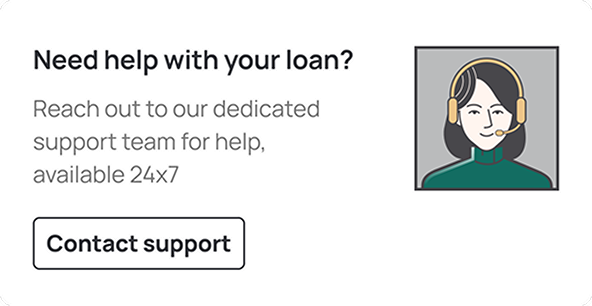 Need help with your loan?
Reach out to our dedicated
support team for help,
available 24x7
Contact support